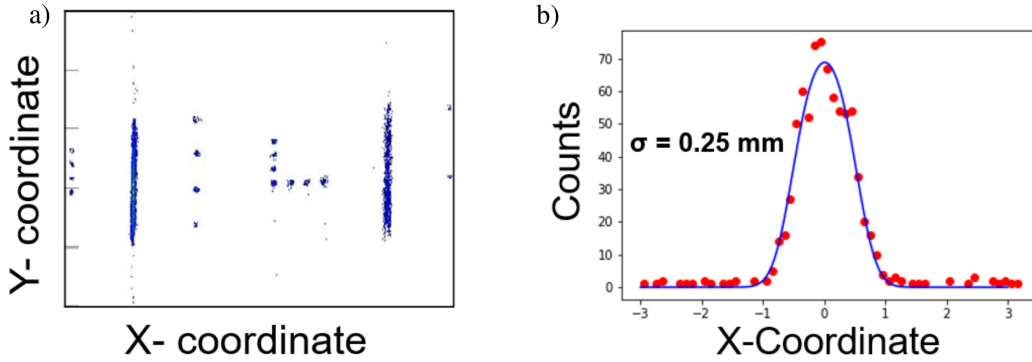 a)
Y- coordinate
X- coordinate
b)
Counts
70
60
50
40
30
20
10
0
σ = 0.25 mm
−3 −2 −1 0 1 2 3
X-Coordinate